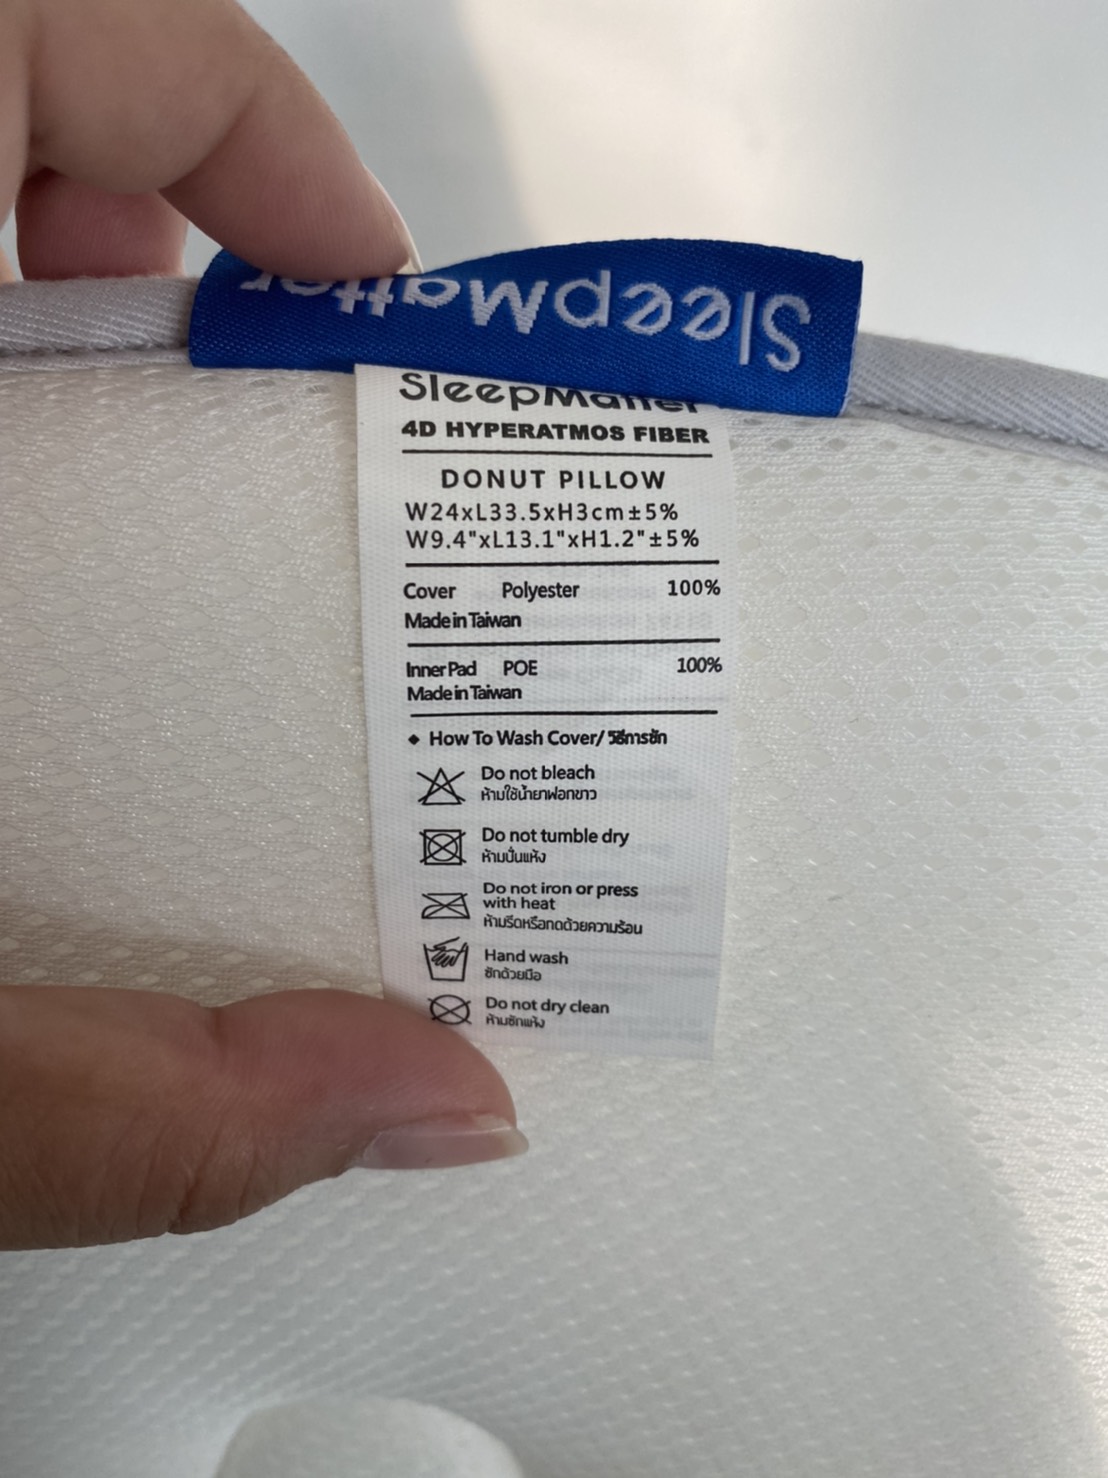 SleepMatter
SleepMatter
4D HYPERATMOS FIBER
DONUT PILLOW
W24xL33.5xH3cm±5%
W9.4"xL13.1"xH1.2"±5%
Cover Polyester 100%
Made in Taiwan
Inner Pad POE 100%
Made in Taiwan
◆ How To Wash Cover/ วิธีการซัก
Do not bleach
ห้ามใช้น้ำยาฟอกขาว
Do not tumble dry
ห้ามปั่นแห้ง
Do not iron or press
with heat
ห้ามรีดหรือกดด้วยความร้อน
Hand wash
ซักด้วยมือ
Do not dry clean
ห้ามซักแห้ง